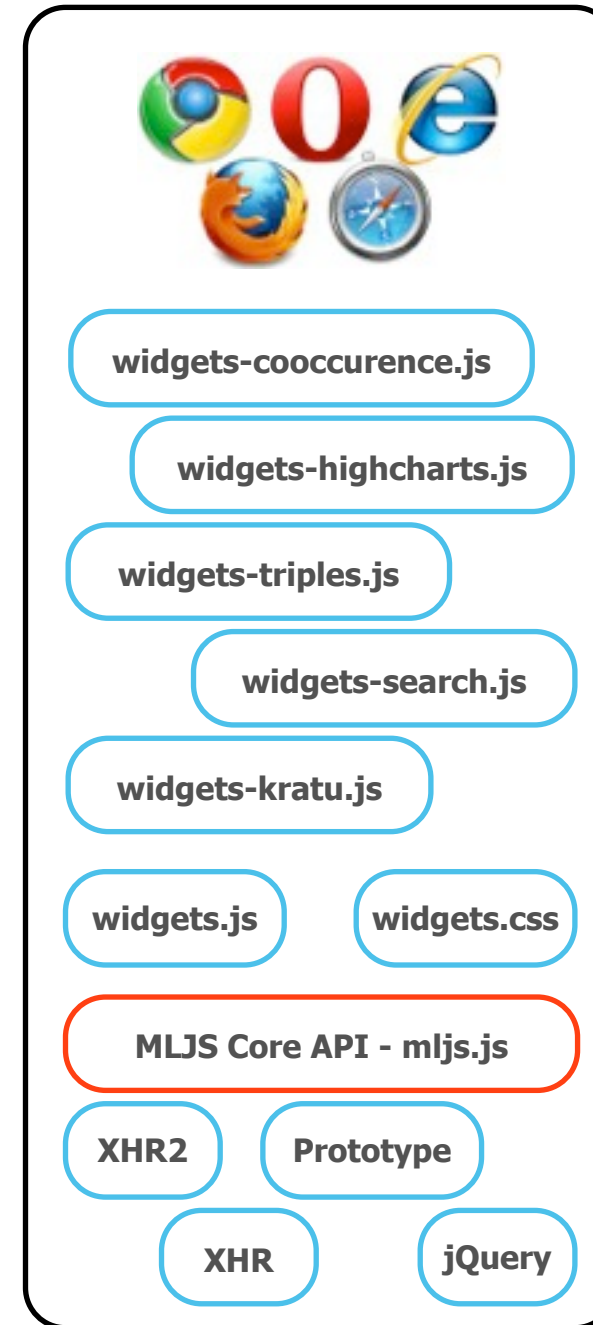 widgets-cooccurence.js
widgets-highcharts.js
widgets-triples.js
widgets-search.js
widgets-kratu.js
widgets.js
widgets.css
MLJS Core API - mljs.js
XHR2
Prototype
XHR
jQuery